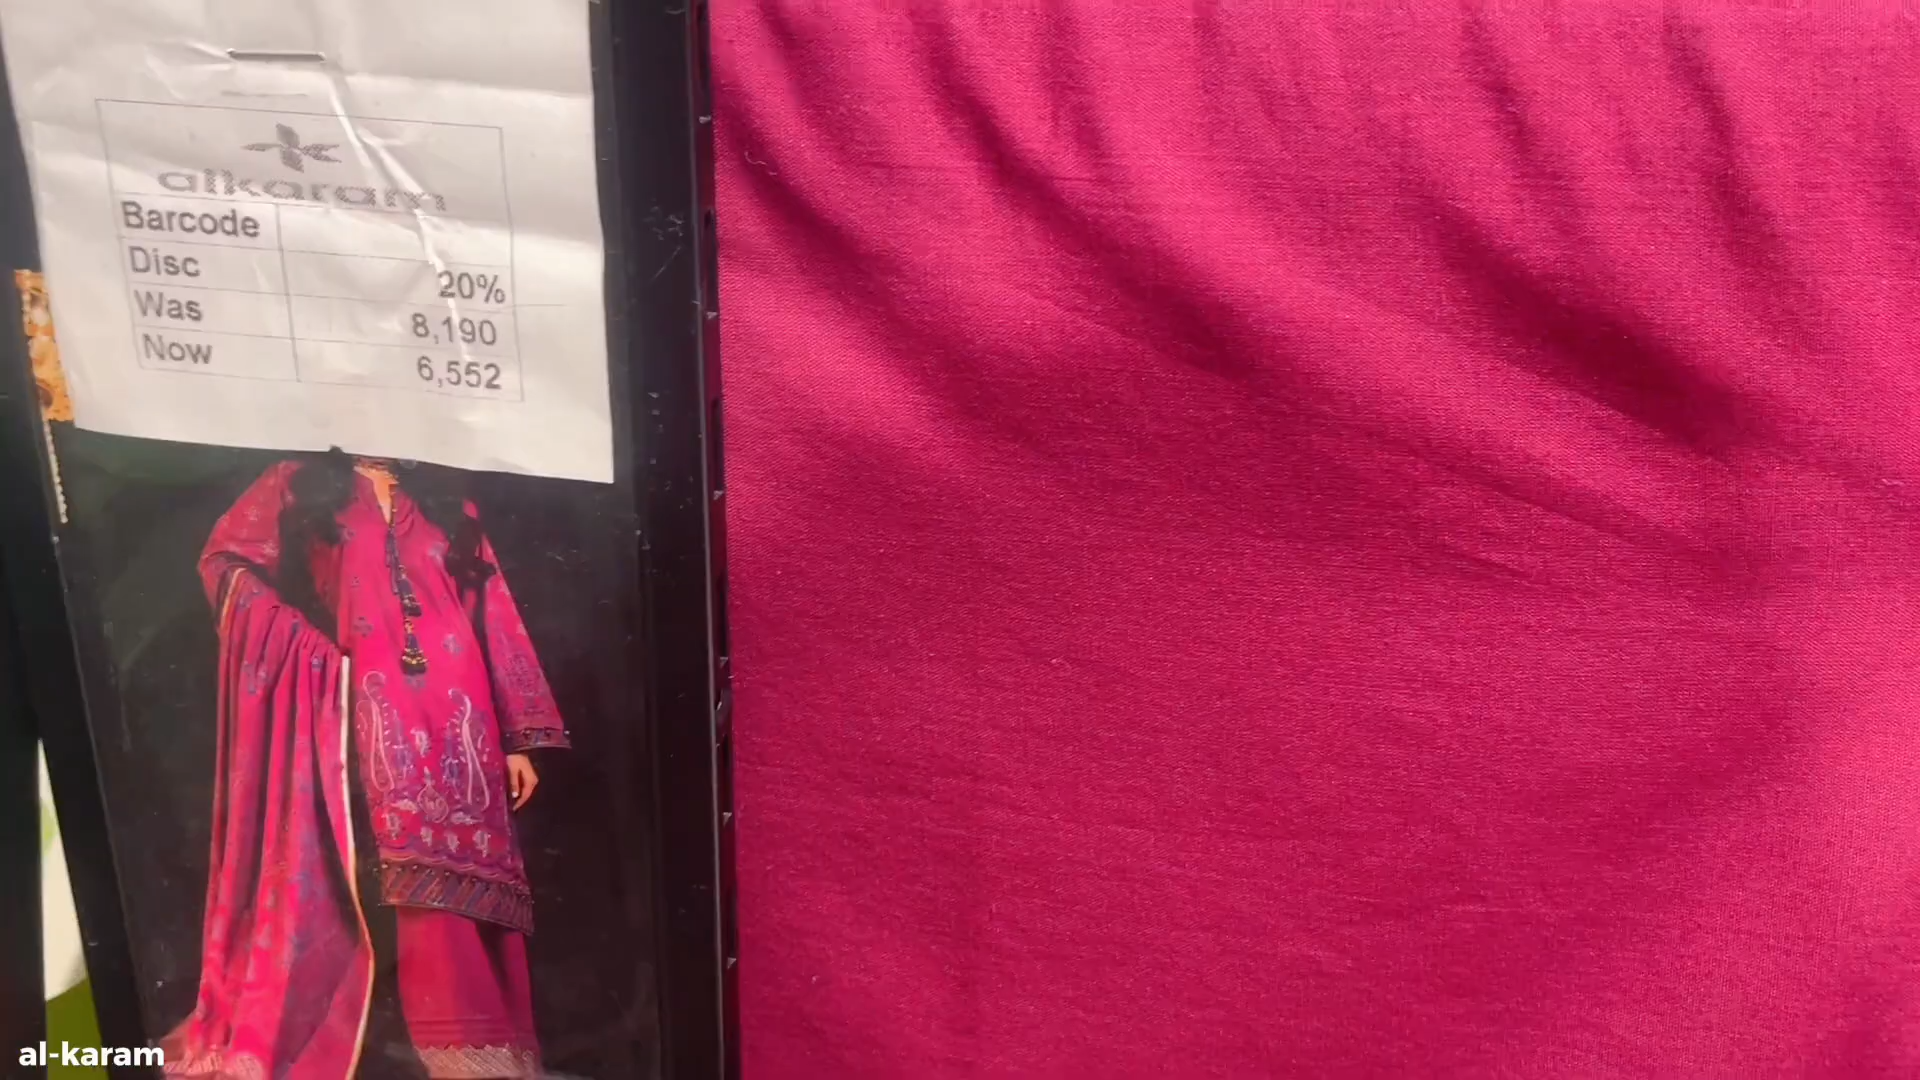 alkaram
Barcode
Disc 20%
Was 8,190
Now 6,552
al-karam